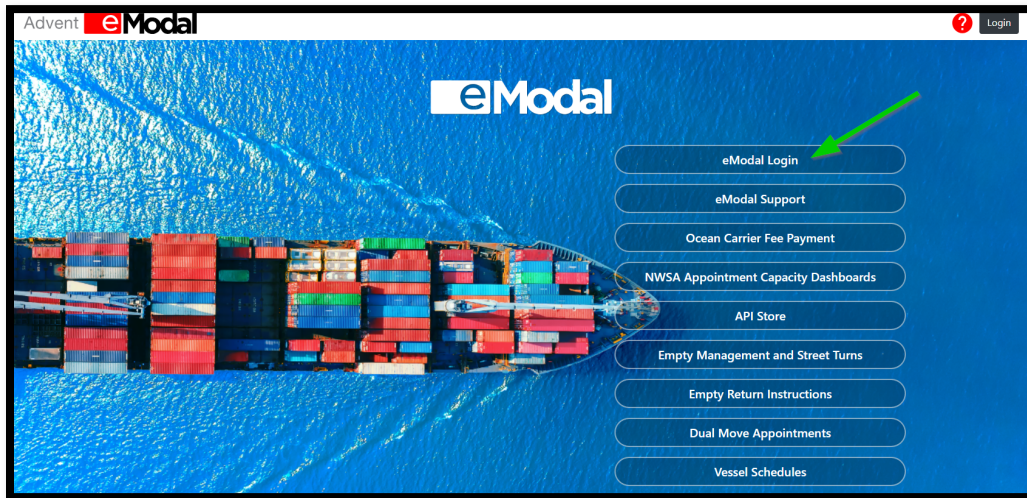 Advent eModal
? Login
eModal
eModal Login
eModal Support
Ocean Carrier Fee Payment
NWSA Appointment Capacity Dashboards
API Store
Empty Management and Street Turns
Empty Return Instructions
Dual Move Appointments
Vessel Schedules